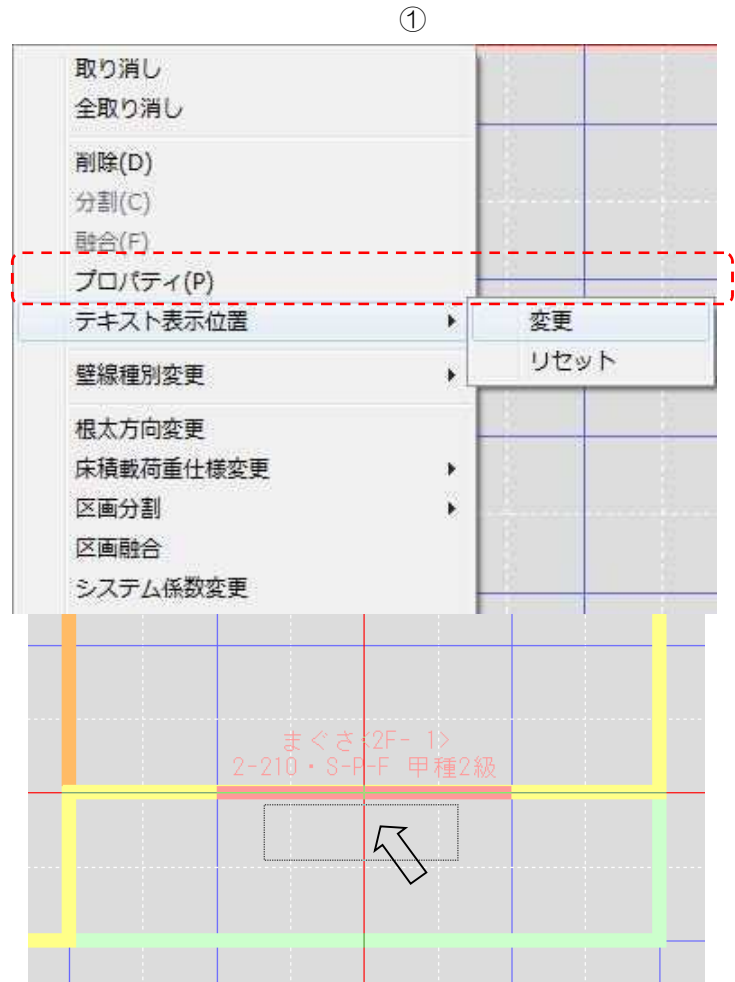 ①
取り消し
全取り消し
削除(D)
分割(C)
融合(F)
プロパティ(P)
テキスト表示位置
変更
リセット
壁線種別変更
根太方向変更
床積載荷重仕様変更
区画分割
区画融合
システム係数変更
まぐさ<2F- 1>
2-210・S-P-F 甲種2級